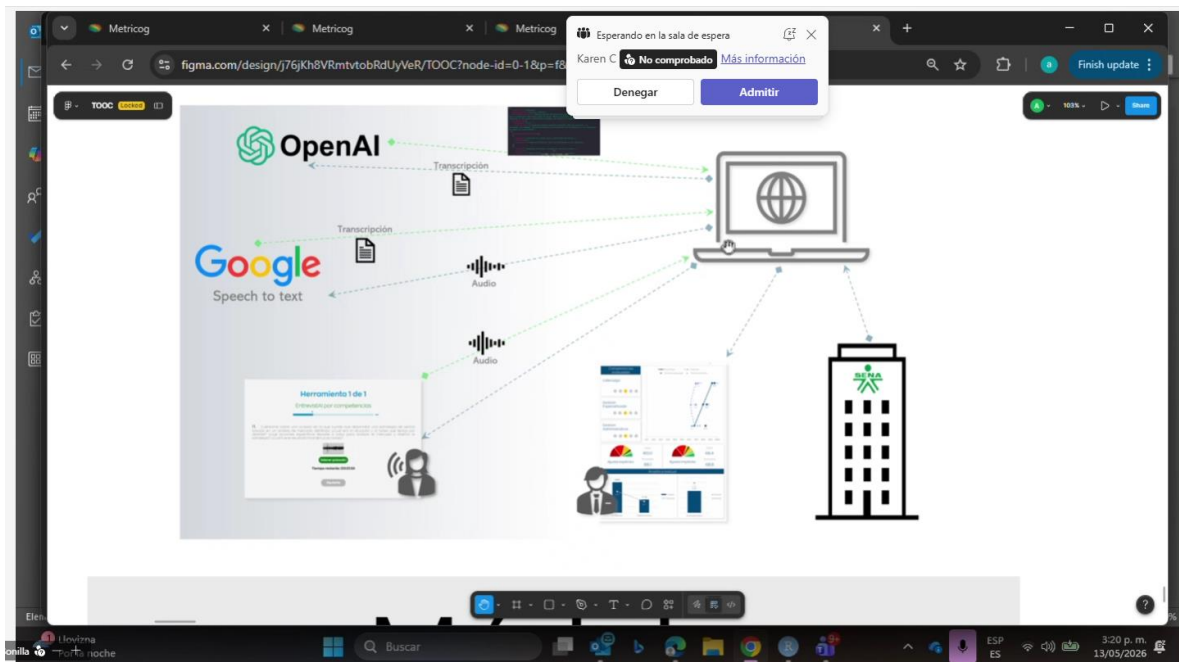 Metricog
Metricog
Metricog
Esperando en la sala de espera
Karen C No comprobado Más información
Denegar Admitir
figma.com/design/j76jKh8VRmtvtobRdUyVeR/TOOC?node-id=0-1&p=f&
Finish update
TOOC Locked
103%
Share
OpenAI
Transcripción
Transcripción
Google
Speech to text
Audio
Audio
SENA
Herramienta 1 de 1
Entrevista por competencias
Elen
Llovizna
Por la noche
onilla
Buscar
ESP
ES
3:20 p. m.
13/05/2026